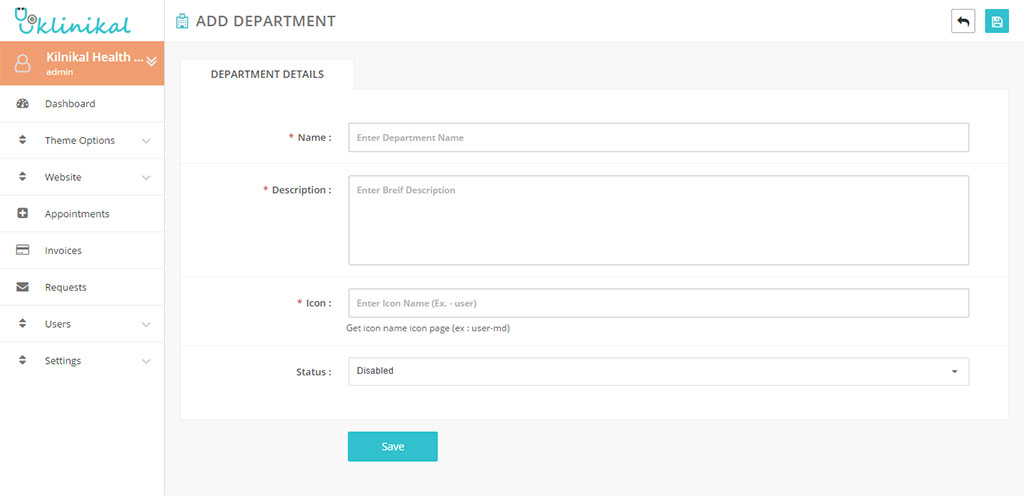 klinikal
ADD DEPARTMENT
Kilnikal Health ...
admin
Dashboard
Theme Options
Website
Appointments
Invoices
Requests
Users
Settings
DEPARTMENT DETAILS
* Name :
Enter Department Name
* Description :
Enter Breif Description
* Icon :
Enter Icon Name (Ex. - user)
Get icon name icon page (ex : user-md)
Status :
Disabled
Save